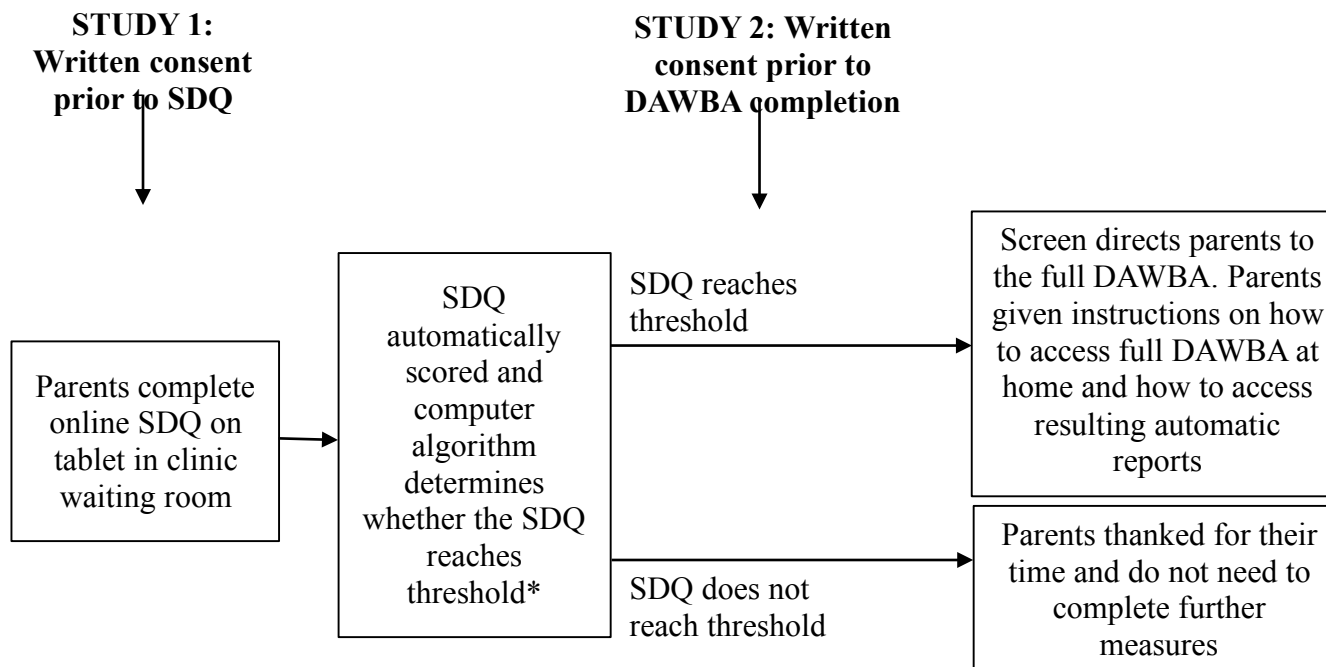 STUDY 1:
Written consent
prior to SDQ
STUDY 2: Written
consent prior to
DAWBA completion
Parents complete
online SDQ on
tablet in clinic
waiting room
SDQ
automatically
scored and
computer
algorithm
determines
whether the SDQ
reaches
threshold*
SDQ reaches
threshold
SDQ does not
reach threshold
Screen directs parents to
the full DAWBA. Parents
given instructions on how
to access full DAWBA at
home and how to access
resulting automatic
reports
Parents thanked for their
time and do not need to
complete further
measures